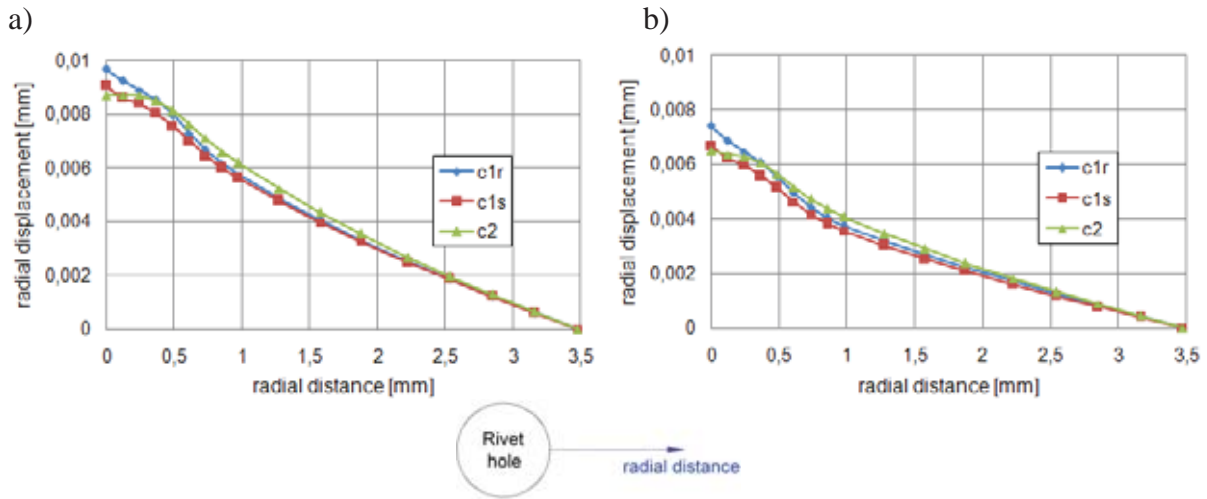 a)
radial displacement [mm]
0,01
0,008
0,006
0,004
0,002
0
0 0,5 1 1,5 2 2,5 3 3,5
radial distance [mm]
c1r
c1s
c2
b)
radial displacement [mm]
0,01
0,008
0,006
0,004
0,002
0
0 0,5 1 1,5 2 2,5 3 3,5
radial distance [mm]
c1r
c1s
c2
Rivet
hole
radial distance